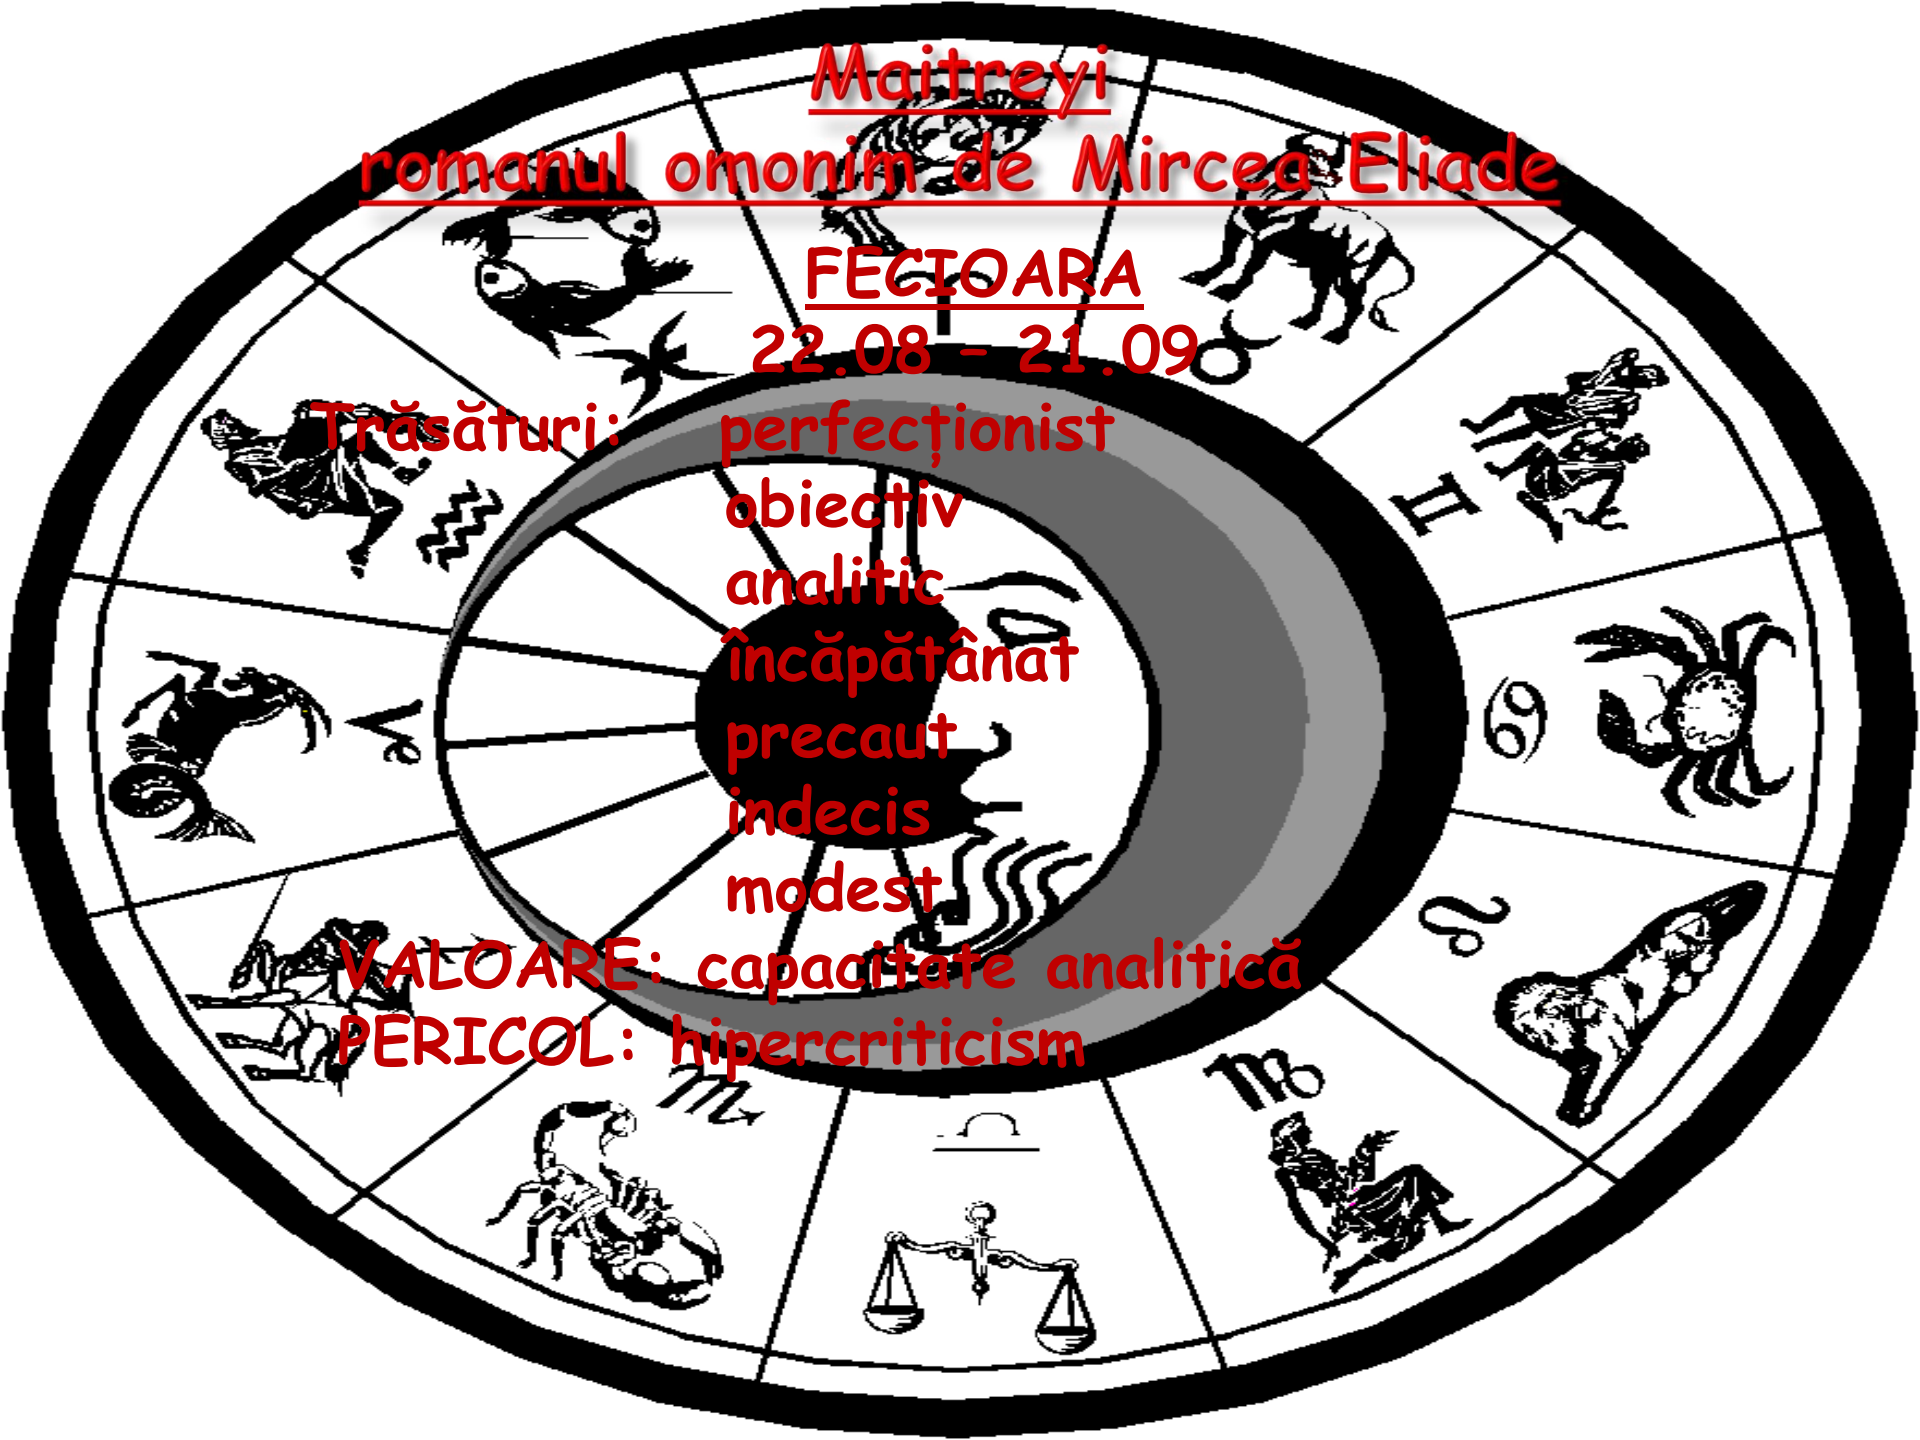 Maitreyi
romanul omonim de Mircea Eliade
FECIOARA
22.08 – 21.09
Trăsături: perfecționist
obiectiv
analitic
încăpătânat
precaut
indecis
modest
VALOARE: capacitate analitică
PERICOL: hipercriticism